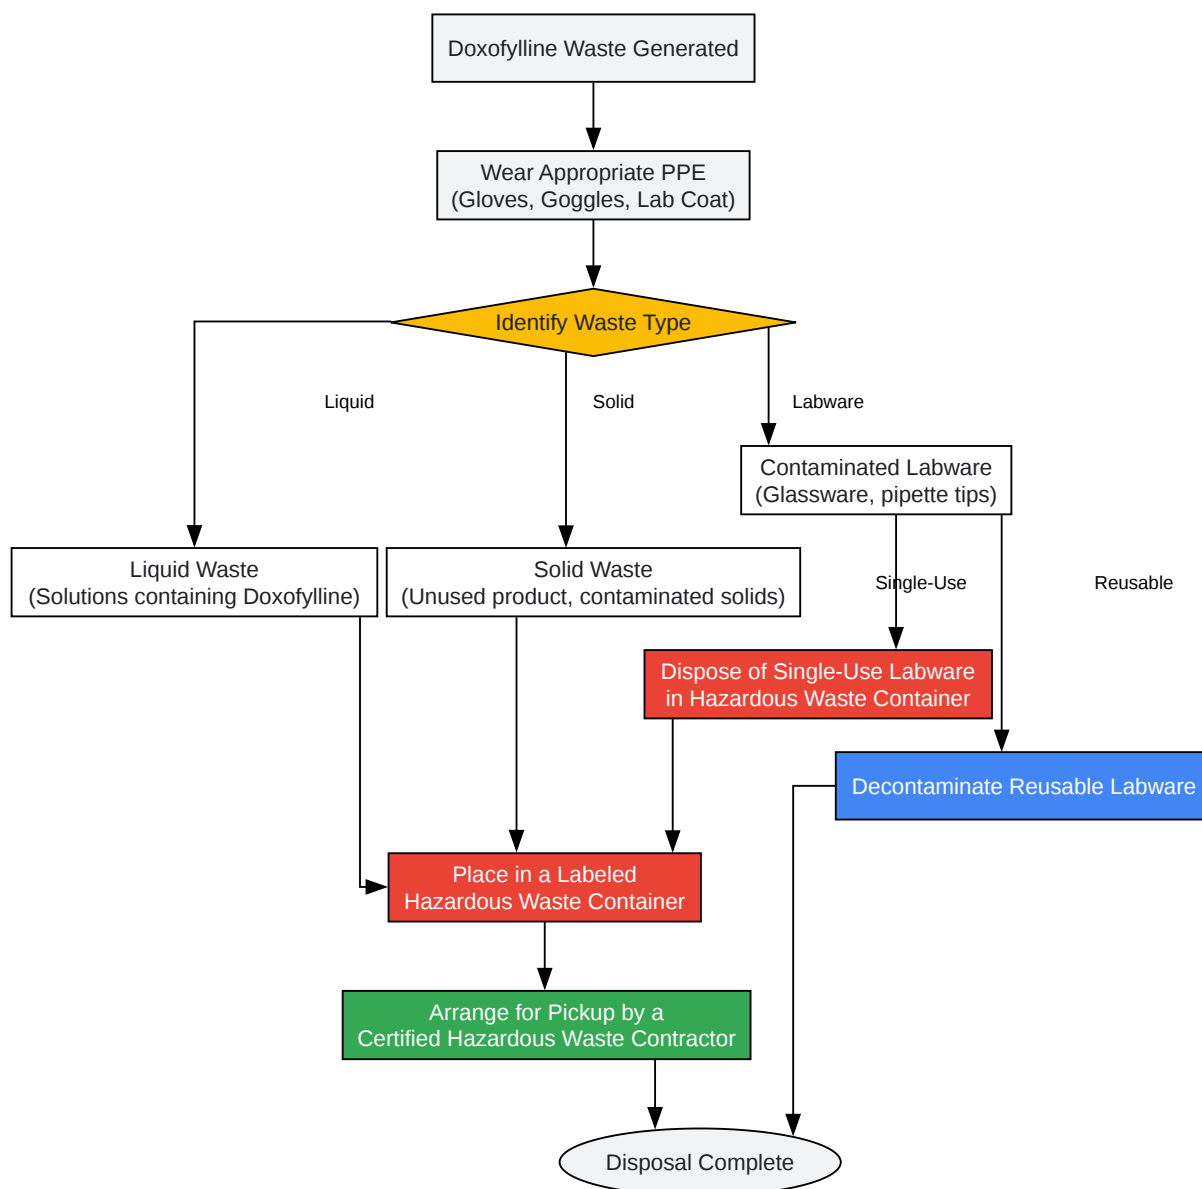 Doxofylline Waste Generated
Wear Appropriate PPE
(Gloves, Goggles, Lab Coat)
Identify Waste Type
Liquid
Solid
Labware
Contaminated Labware
(Glassware, pipette tips)
Liquid Waste
(Solutions containing Doxofylline)
Solid Waste
(Unused product, contaminated solids)
Single-Use
Reusable
Dispose of Single-Use Labware
in Hazardous Waste Container
Decontaminate Reusable Labware
Place in a Labeled
Hazardous Waste Container
Arrange for Pickup by a
Certified Hazardous Waste Contractor
Disposal Complete